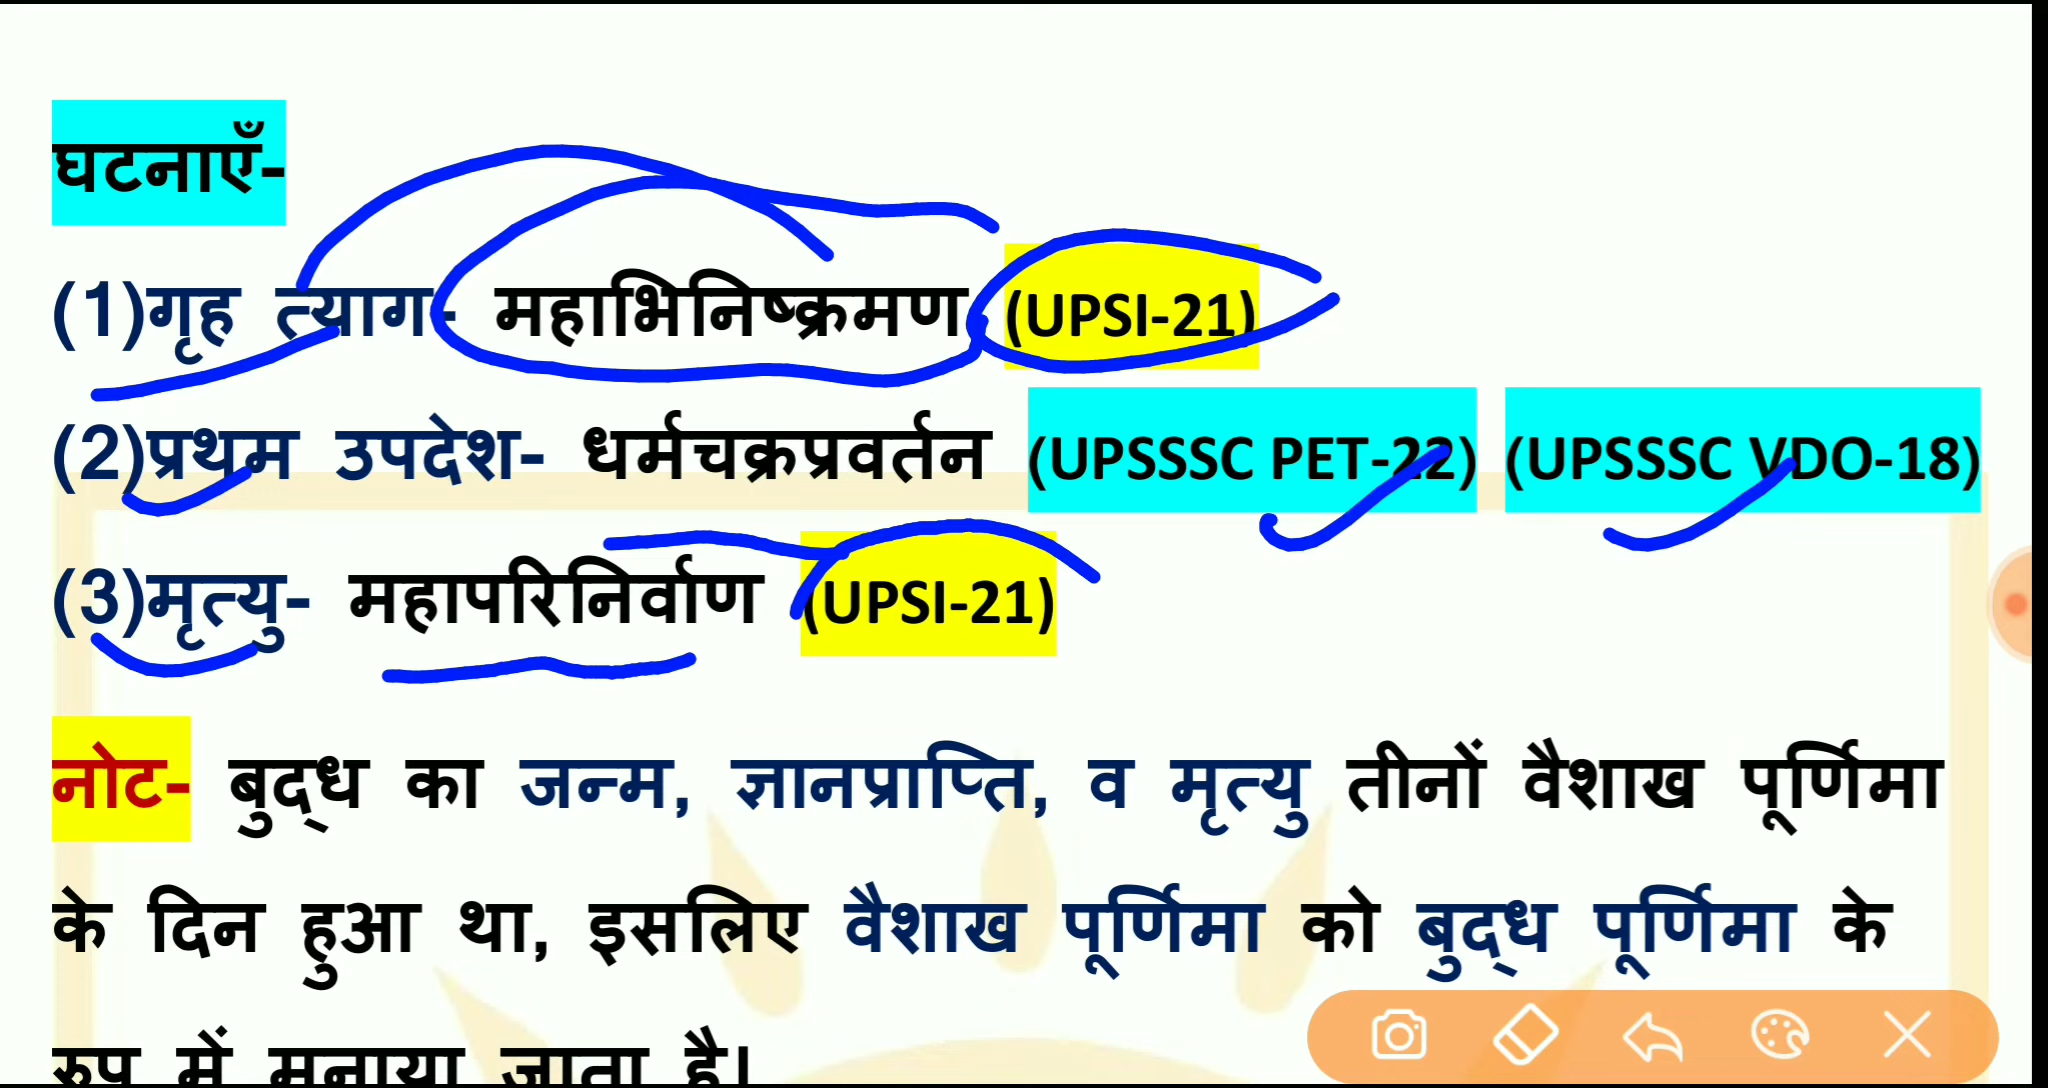 घटनाएँ-
(1)गृह त्याग- महाभिनिष्क्रमण (UPSI-21)
(2)प्रथम उपदेश- धर्मचक्रप्रवर्तन (UPSSSC PET-22) (UPSSSC VDO-18)
(3)मृत्यु- महापरिनिर्वाण (UPSI-21)
नोट- बुद्ध का जन्म, ज्ञानप्राप्ति, व मृत्यु तीनों वैशाख पूर्णिमा
के दिन हुआ था, इसलिए वैशाख पूर्णिमा को बुद्ध पूर्णिमा के
रूप में मनाया जाता है।